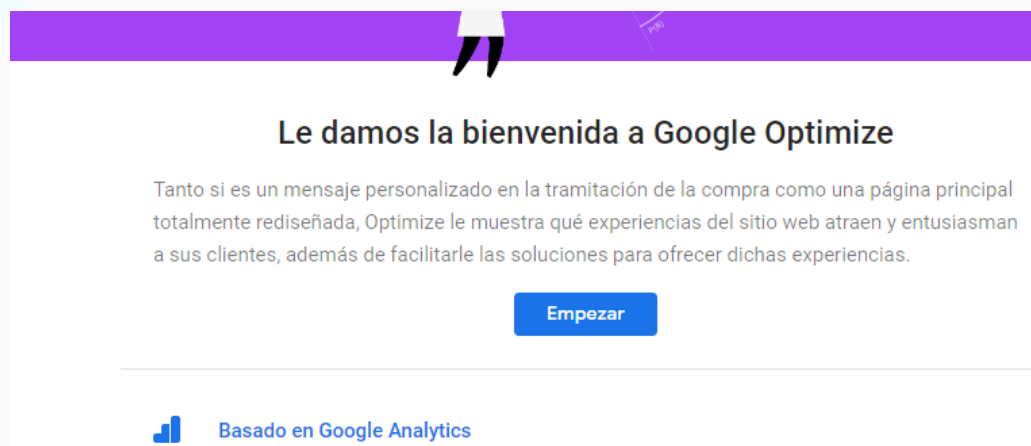 P(B)
Le damos la bienvenida a Google Optimize
Tanto si es un mensaje personalizado en la tramitación de la compra como una página principal
totalmente rediseñada, Optimize le muestra qué experiencias del sitio web atraen y entusiasman
a sus clientes, además de facilitarle las soluciones para ofrecer dichas experiencias.
Empezar
Basado en Google Analytics